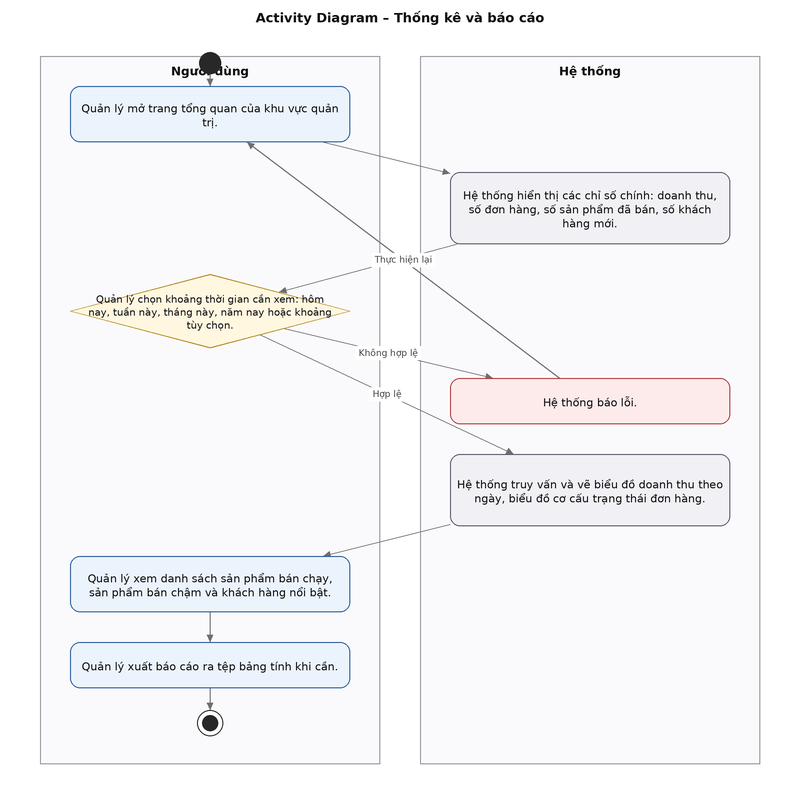 Activity Diagram – Thống kê và báo cáo
Người dùng
Hệ thống
Quản lý mở trang tổng quan của khu vực quản
trị.
Hệ thống hiển thị các chỉ số chính: doanh thu,
số đơn hàng, số sản phẩm đã bán, số khách
hàng mới.
Thực hiện lại
Quản lý chọn khoảng thời gian cần xem: hôm
nay, tuần này, tháng này, năm nay hoặc khoảng
tùy chọn.
Không hợp lệ
Hợp lệ
Hệ thống báo lỗi.
Hệ thống truy vấn và vẽ biểu đồ doanh thu theo
ngày, biểu đồ cơ cấu trạng thái đơn hàng.
Quản lý xem danh sách sản phẩm bán chạy,
sản phẩm bán chậm và khách hàng nổi bật.
Quản lý xuất báo cáo ra tệp bảng tính khi cần.